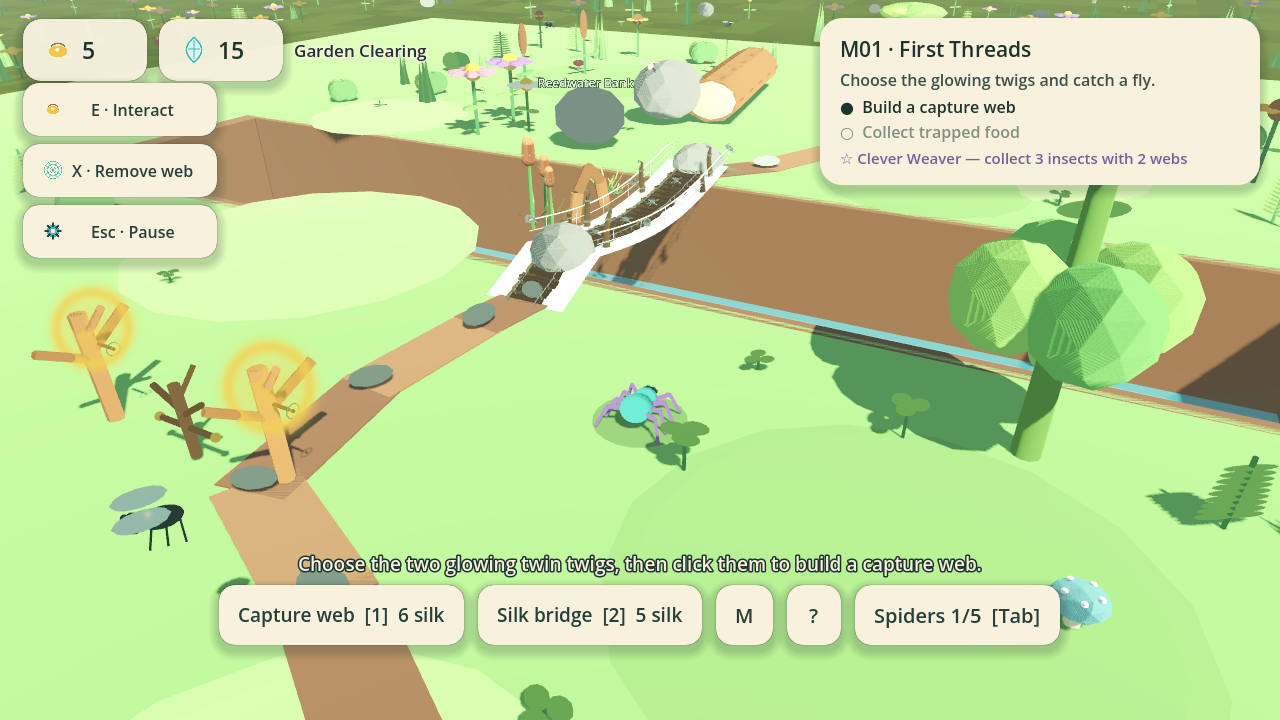 5
15
Garden Clearing
E · Interact
X · Remove web
Esc · Pause
Reedwater Bank
M01 · First Threads
Choose the glowing twigs and catch a fly.
● Build a capture web
○ Collect trapped food
☆ Clever Weaver — collect 3 insects with 2 webs
Choose the two glowing twin twigs, then click them to build a capture web.
Capture web [1] 6 silk
Silk bridge [2] 5 silk
M
?
Spiders 1/5 [Tab]